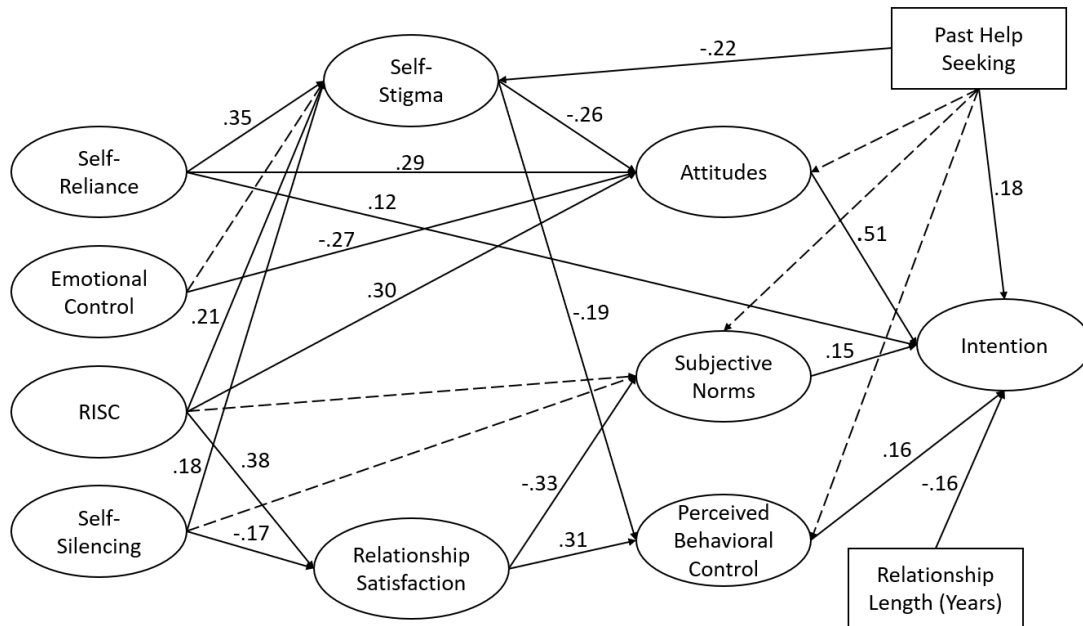 Past Help
Seeking
-.22
Self-
Stigma
.35
-.26
Self-
Reliance
.29
Attitudes
.12
.18
-.27
.51
Emotional
Control
.30
.21
-.19
Subjective
Norms
.15
Intention
RISC
.18
.38
-.33
.16
-.16
Self-
Silencing
-.17
Relationship
Satisfaction
.31
Perceived
Behavioral
Control
Relationship
Length (Years)